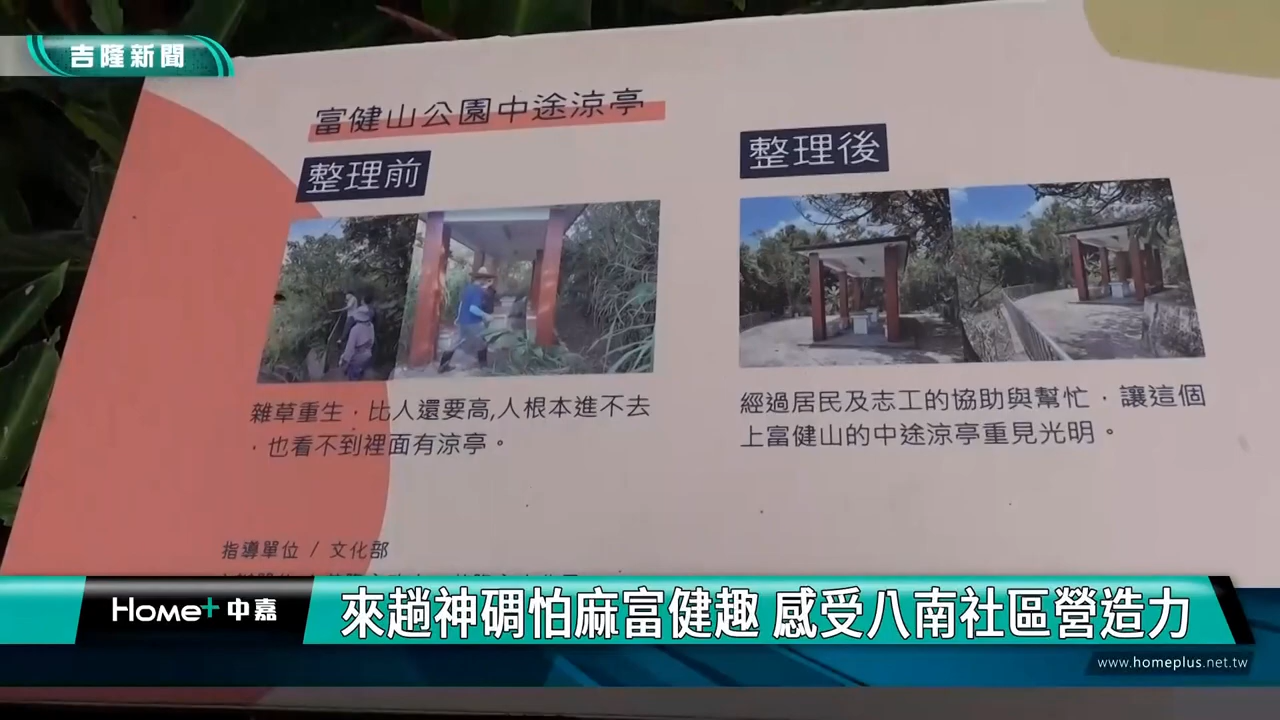 吉隆新聞
富健山公園中途涼亭
整理前
整理後
雜草重生，比人還要高,人根本進不去
，也看不到裡面有涼亭。
經過居民及志工的協助與幫忙，讓這個
上富健山的中途涼亭重見光明。
指導單位 / 文化部
Home+ 中嘉
來趟神碉怕麻富健趣 感受八南社區營造力
www.homeplus.net.tw